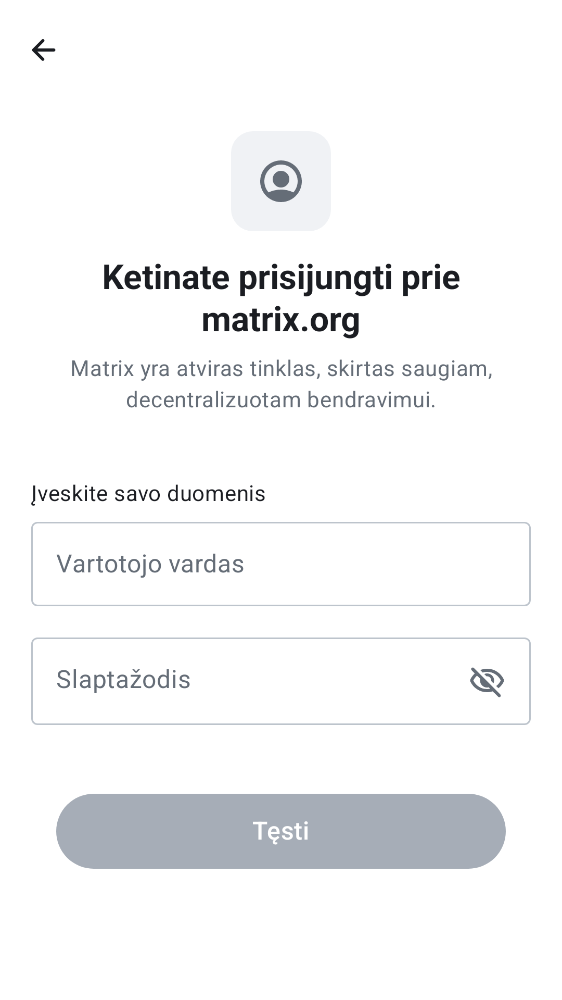 Ketinate prisijungti prie
matrix.org
Matrix yra atviras tinklas, skirtas saugiam,
decentralizuotam bendravimui.
Įveskite savo duomenis
Vartotojo vardas
Slaptažodis
Tęsti